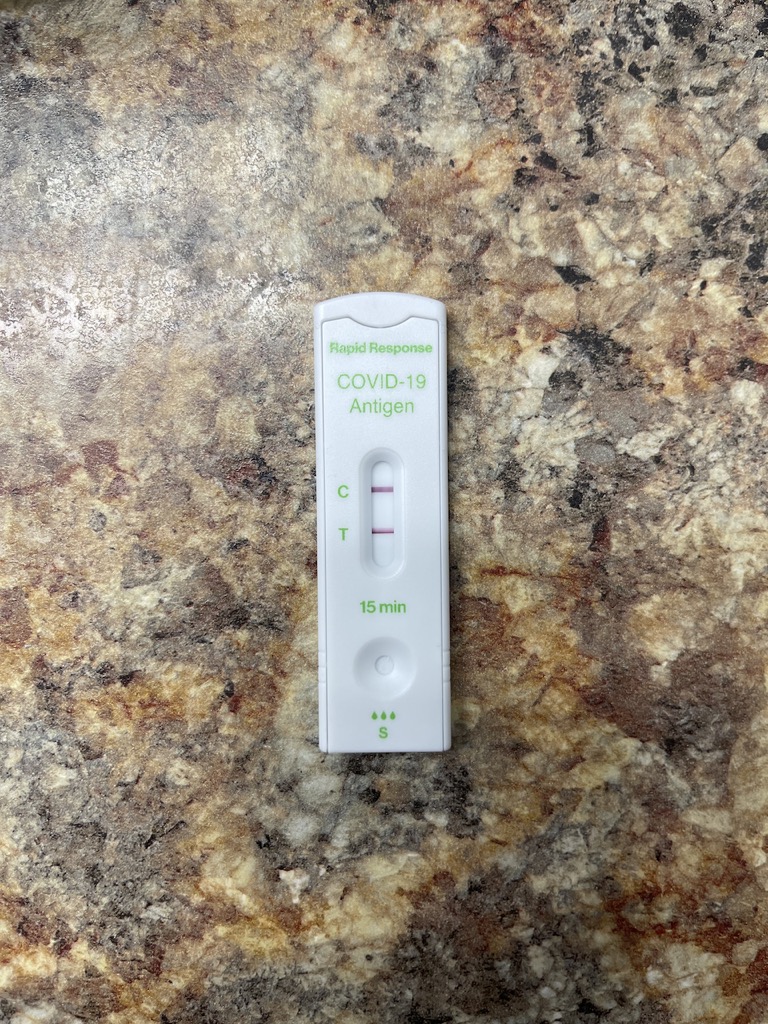 Rapid Response
COVID-19
Antigen
C
T
15 min
S